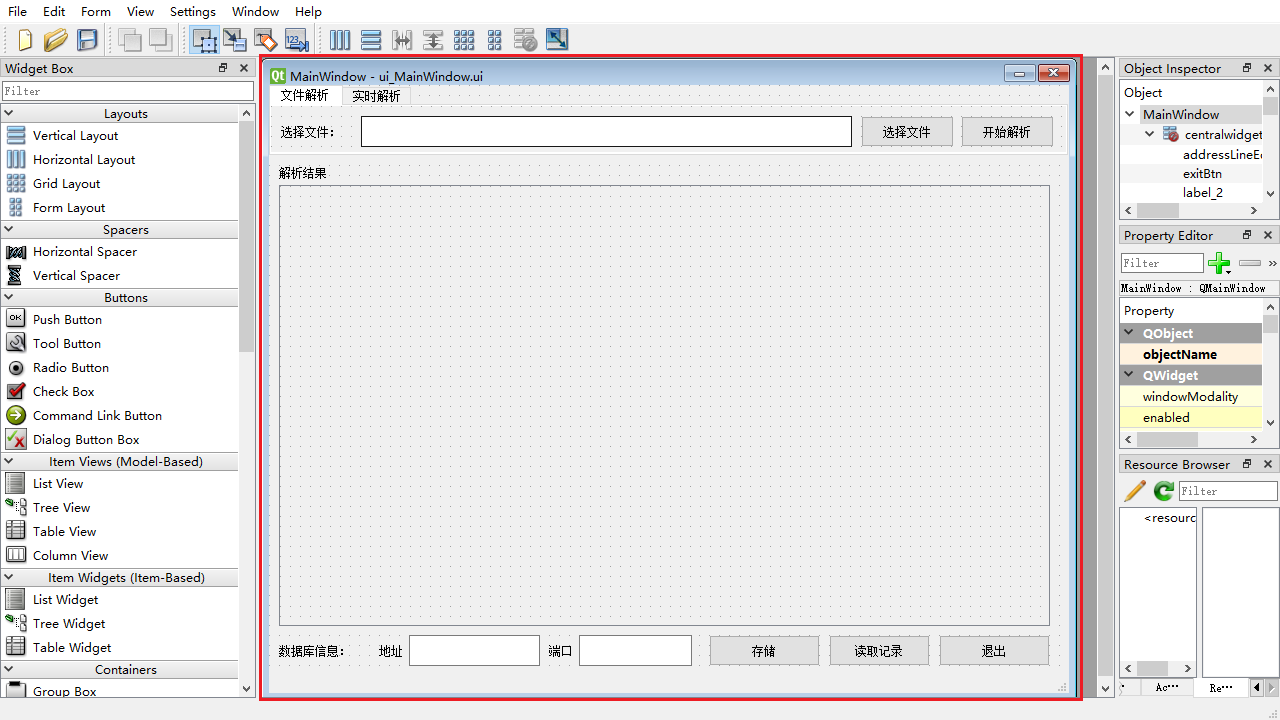 File Edit Form View Settings Window Help
Widget Box
Filter
Layouts
Vertical Layout
Horizontal Layout
Grid Layout
Form Layout
Spacers
Horizontal Spacer
Vertical Spacer
Buttons
OK Push Button
Tool Button
Radio Button
Check Box
Command Link Button
Dialog Button Box
Item Views (Model-Based)
List View
Tree View
Table View
Column View
Item Widgets (Item-Based)
List Widget
Tree Widget
Table Widget
Containers
Group Box
Qt MainWindow - ui_MainWindow.ui
文件解析 实时解析
选择文件： 选择文件 开始解析
解析结果
数据库信息： 地址 端口 存储 读取记录 退出
Object Inspector
Object
MainWindow
centralwidget
addressLineEd
exitBtn
label_2
Property Editor
Filter
MainWindow : QMainWindow
Property
QObject
objectName
QWidget
windowModality
enabled
Resource Browser
Filter
<resourc
Ac… Re…